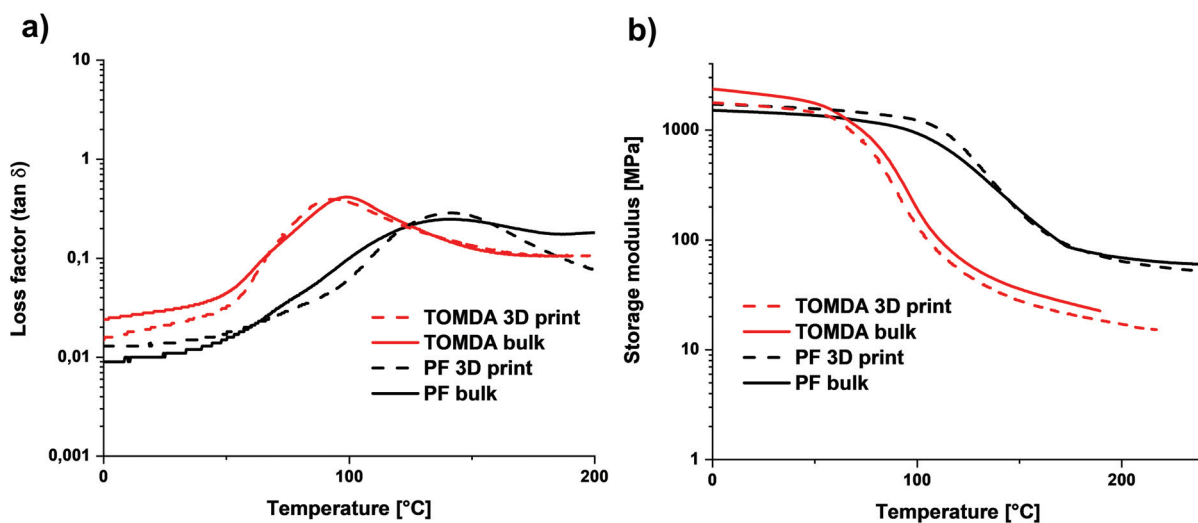 a)
10
1
0,1
0,01
0,001
Loss factor (tan δ)
0
100
200
Temperature [°C]
TOMDA 3D print
TOMDA bulk
PF 3D print
PF bulk
b)
1000
100
10
1
Storage modulus [MPa]
0
100
200
Temperature [°C]
TOMDA 3D print
TOMDA bulk
PF 3D print
PF bulk